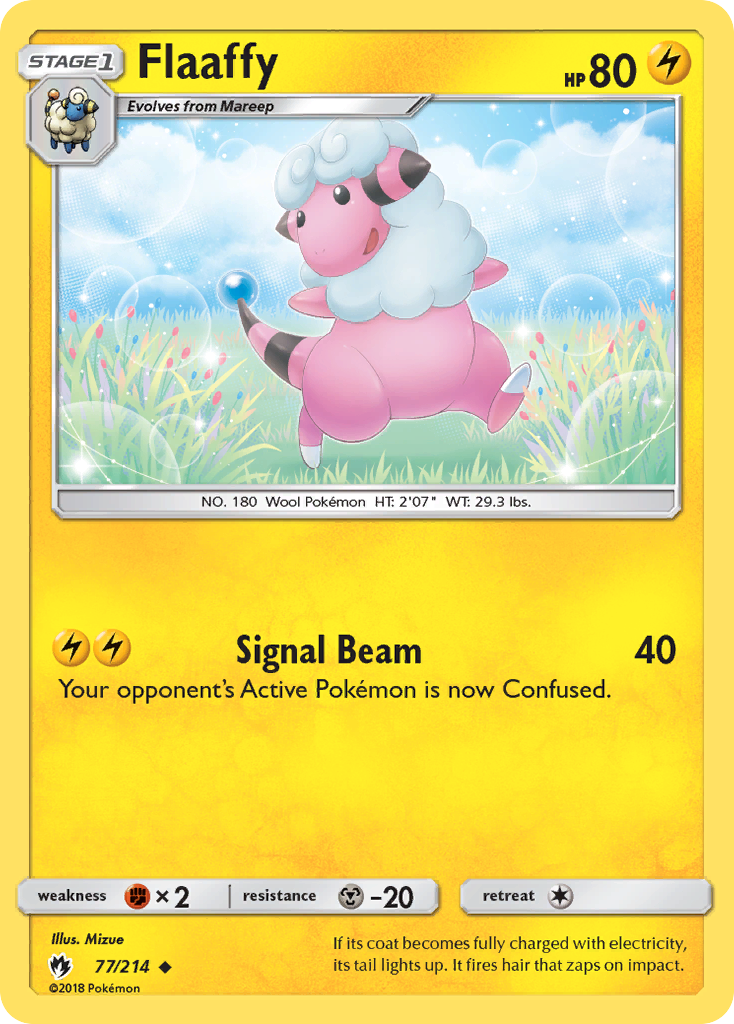 STAGE1 Flaaffy HP80
Evolves from Mareep
NO. 180 Wool Pokémon HT: 2'07" WT: 29.3 lbs.
Signal Beam 40
Your opponent's Active Pokémon is now Confused.
weakness ×2 resistance -20 retreat
Illus. Mizue
77/214
©2018 Pokémon
If its coat becomes fully charged with electricity,
its tail lights up. It fires hair that zaps on impact.